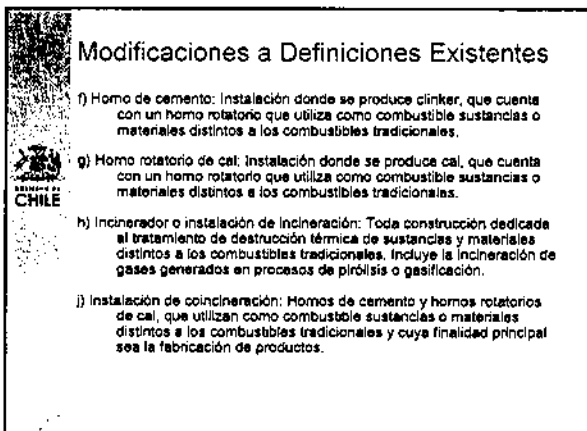 Modificaciones a Definiciones Existentes
f) Horno de cemento: Instalación donde se produce clinker, que cuenta
con un horno rotatorio que utiliza como combustible sustancias o
materiales distintos a los combustibles tradicionales.
g) Horno rotatorio de cal: Instalación donde se produce cal, que cuenta
con un horno rotatorio que utiliza como combustible sustancias o
materiales distintos a los combustibles tradicionales.
h) Incinerador o instalación de incineración: Toda construcción dedicada
al tratamiento de destrucción térmica de sustancias y materiales
distintos a los combustibles tradicionales. Incluye la incineración de
gases generados en procesos de pirólisis o gasificación.
j) Instalación de coincineración: Hornos de cemento y hornos rotatorios
de cal, que utilizan como combustible sustancias o materiales
distintos a los combustibles tradicionales y cuya finalidad principal
sea la fabricación de productos.
GOBIERNO DE
CHILE